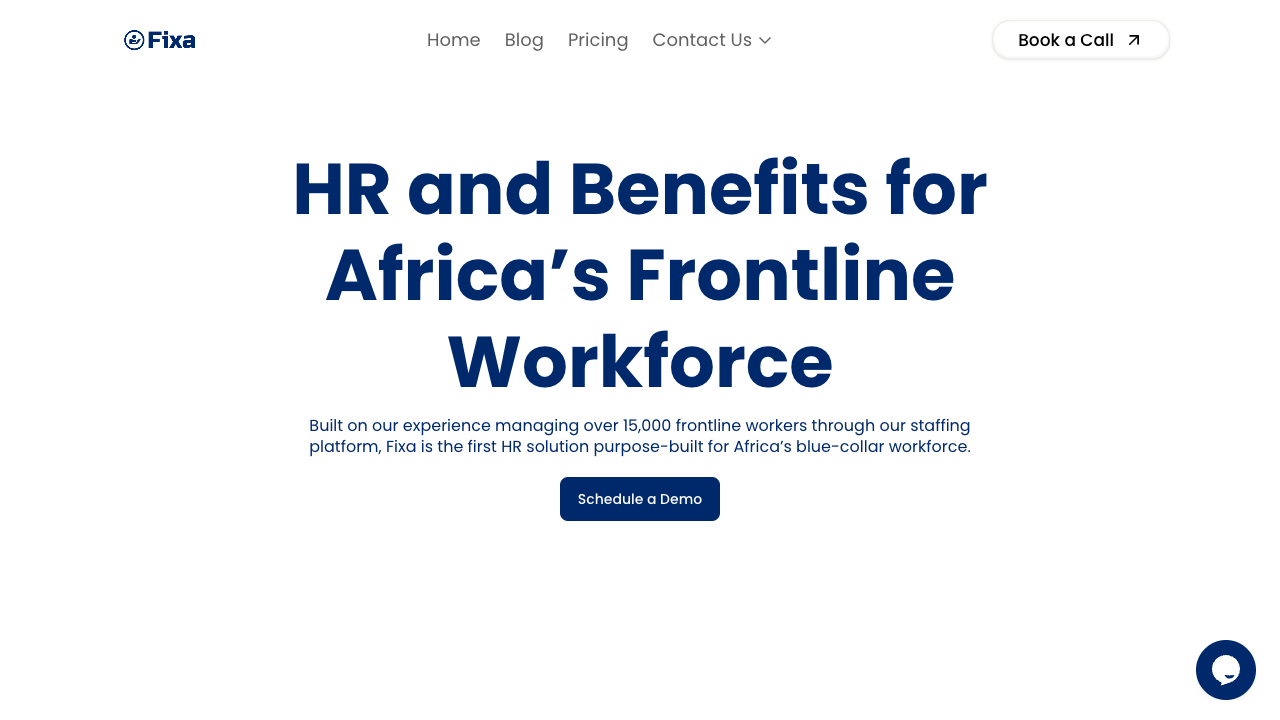 Fixa
Home
Blog
Pricing
Contact Us
Book a Call
HR and Benefits for
Africa’s Frontline
Workforce
Built on our experience managing over 15,000 frontline workers through our staffing
platform, Fixa is the first HR solution purpose-built for Africa’s blue-collar workforce.
Schedule a Demo